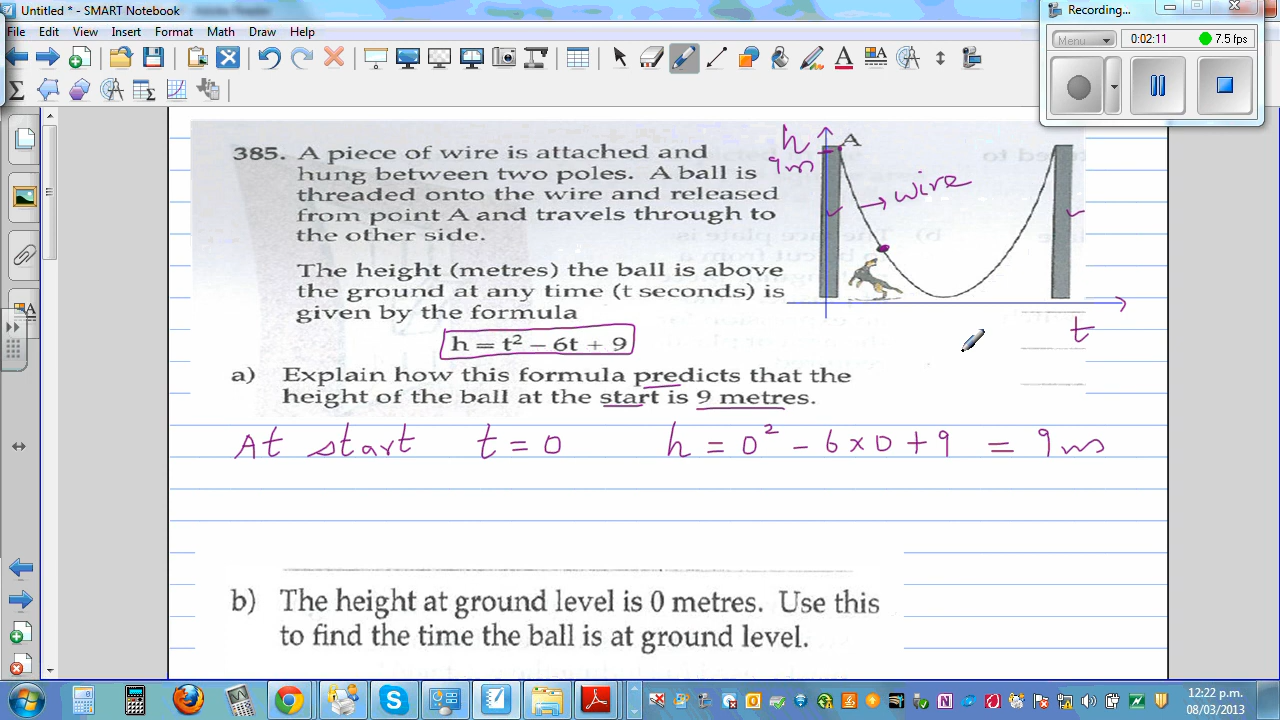 Untitled * - SMART Notebook
File Edit View Insert Format Math Draw Help
Recording...
Menu 0:02:11 7.5 fps
385. A piece of wire is attached and
hung between two poles. A ball is
threaded onto the wire and released
from point A and travels through to
the other side.
The height (metres) the ball is above
the ground at any time (t seconds) is
given by the formula
h = t² – 6t + 9
h
9m
A
wire
t
a) Explain how this formula predicts that the
height of the ball at the start is 9 metres.
At start t = 0 h = 0² - 6 × 0 + 9 = 9 ms
b) The height at ground level is 0 metres. Use this
to find the time the ball is at ground level.
12:22 p.m.
08/03/2013